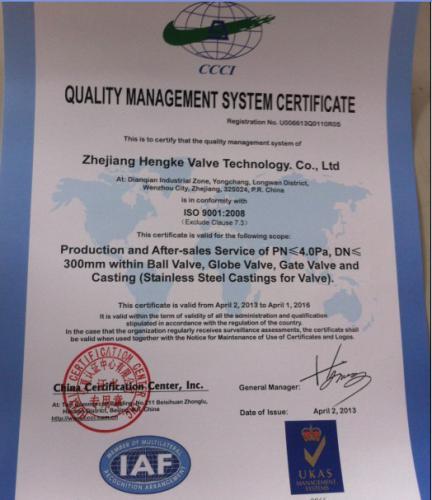 CCCI
QUALITY MANAGEMENT SYSTEM CERTIFICATE
Registration No. U006613Q0110R0S
This is to certify that the quality management system of
Zhejiang Hengke Valve Technology. Co., Ltd
At: Dianqian Industrial Zone, Yongchang, Longwan District,
Wenzhou City, Zhejiang, 325024, P.R. China
is in conformity with
ISO 9001:2008
(Exclude Clause 7.3)
This certificate is valid for the following scope:
Production and After-sales Service of PN≤4.0Pa, DN≤
300mm within Ball Valve, Globe Valve, Gate Valve and
Casting (Stainless Steel Castings for Valve).
This certificate is valid from April 2, 2013 to April 1, 2016
It is valid within the term of validity of all the administration and qualification
stipulated in accordance with the regulation of the country.
In the case that the organization regularly receives surveillance assessments, the certificate shall
be valid when used together with the Notice for Maintenance of Use of Certificates and Logos.
China Certification Center, Inc.
General Manager:
District, Beijing, China
Date of Issue: April 2, 2013
MEMBER OF MULTILATERAL
IAF
UKAS
MANAGEMENT
SYSTEMS